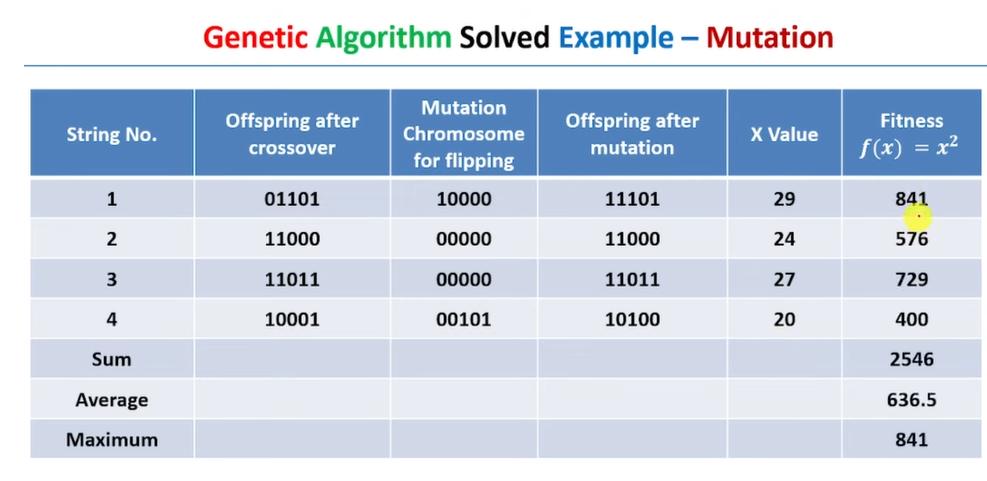 Genetic Algorithm Solved Example – Mutation
String No. Offspring after crossover Mutation Chromosome for flipping Offspring after mutation X Value Fitness f(x) = x²
1 01101 10000 11101 29 841
2 11000 00000 11000 24 576
3 11011 00000 11011 27 729
4 10001 00101 10100 20 400
Sum 2546
Average 636.5
Maximum 841